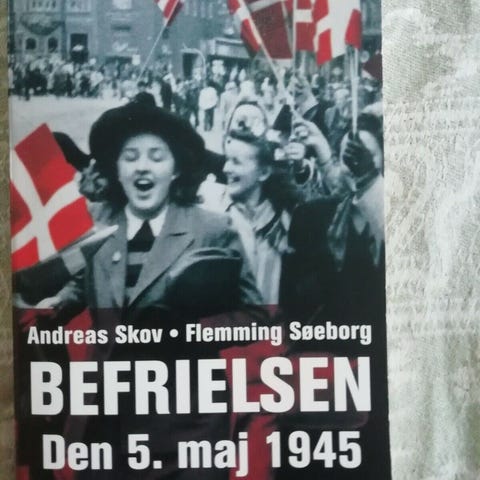 Andreas Skov • Flemming Søeborg
BEFRIELSEN
Den 5. maj 1945